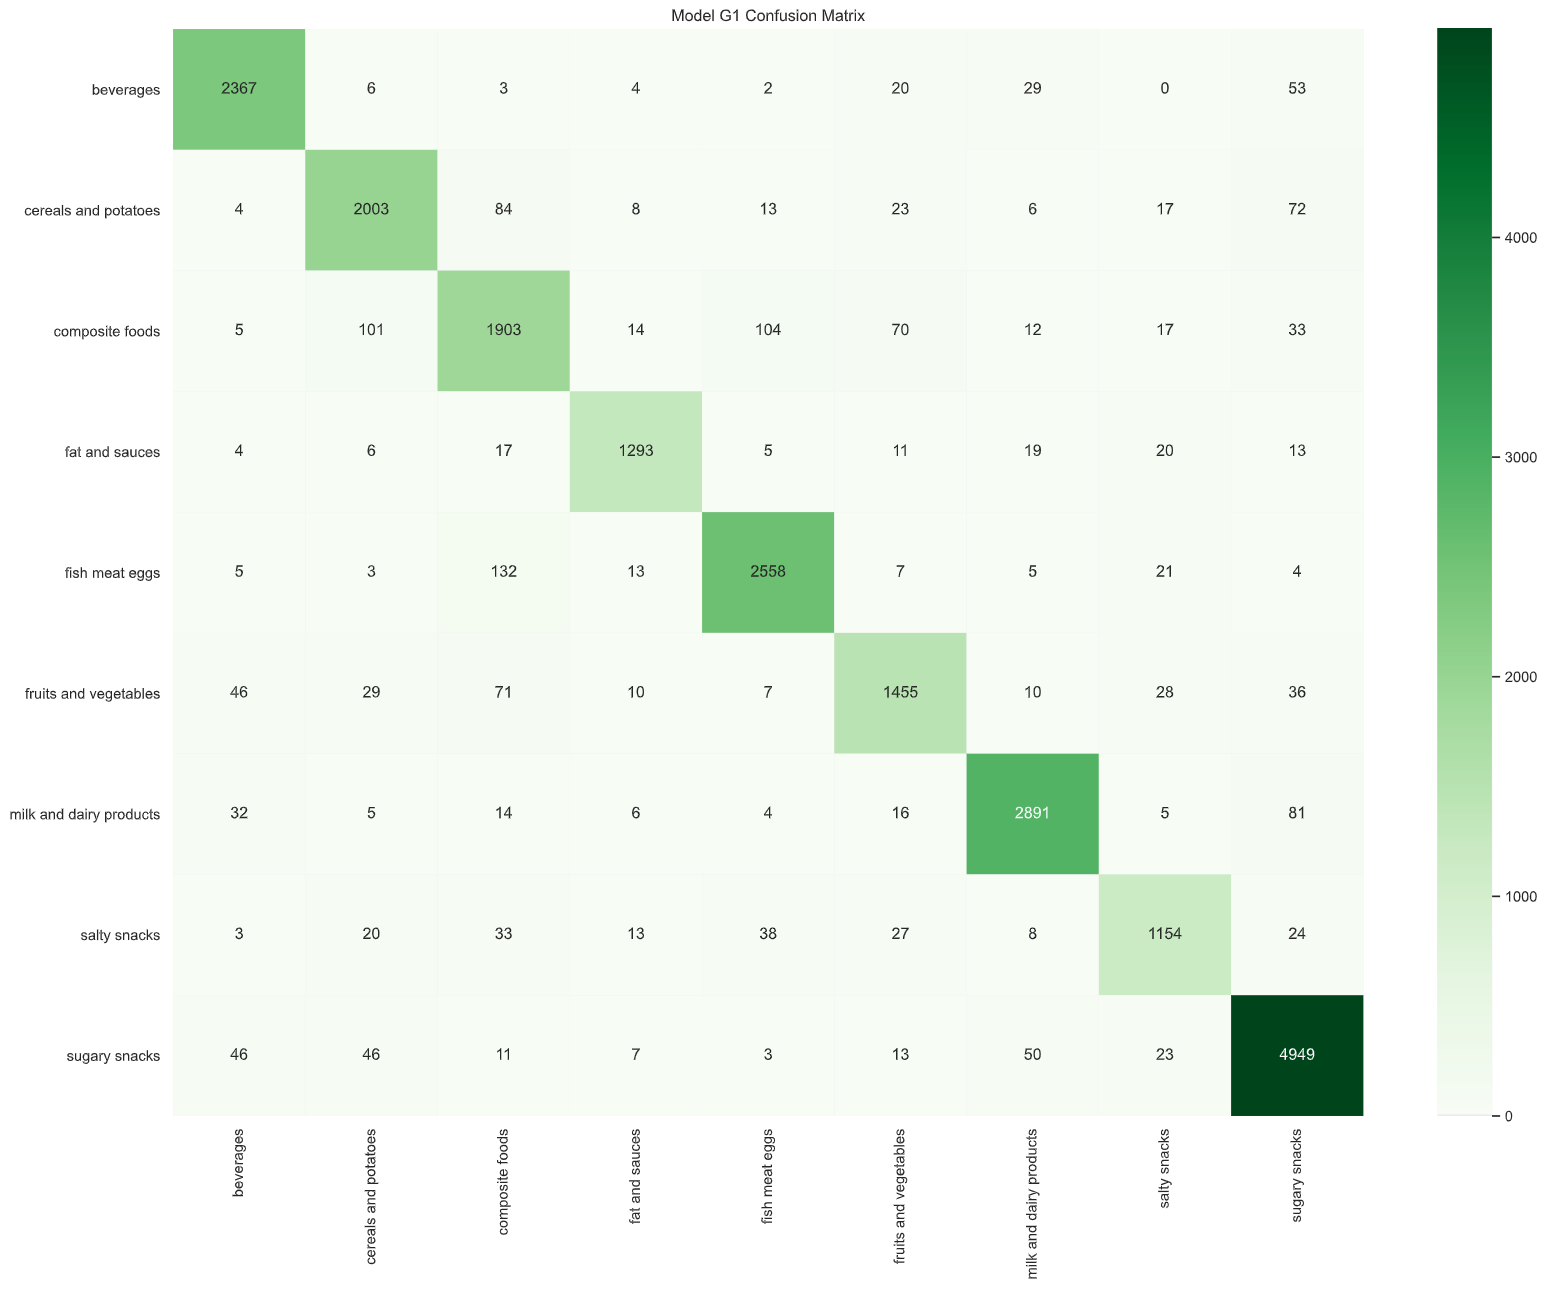 Model G1 Confusion Matrix
beverages 2367 6 3 4 2 20 29 0 53
cereals and potatoes 4 2003 84 8 13 23 6 17 72
composite foods 5 101 1903 14 104 70 12 17 33
fat and sauces 4 6 17 1293 5 11 19 20 13
fish meat eggs 5 3 132 13 2558 7 5 21 4
fruits and vegetables 46 29 71 10 7 1455 10 28 36
milk and dairy products 32 5 14 6 4 16 2891 5 81
salty snacks 3 20 33 13 38 27 8 1154 24
sugary snacks 46 46 11 7 3 13 50 23 4949
beverages
cereals and potatoes
composite foods
fat and sauces
fish meat eggs
fruits and vegetables
milk and dairy products
salty snacks
sugary snacks
4000
3000
2000
1000
0